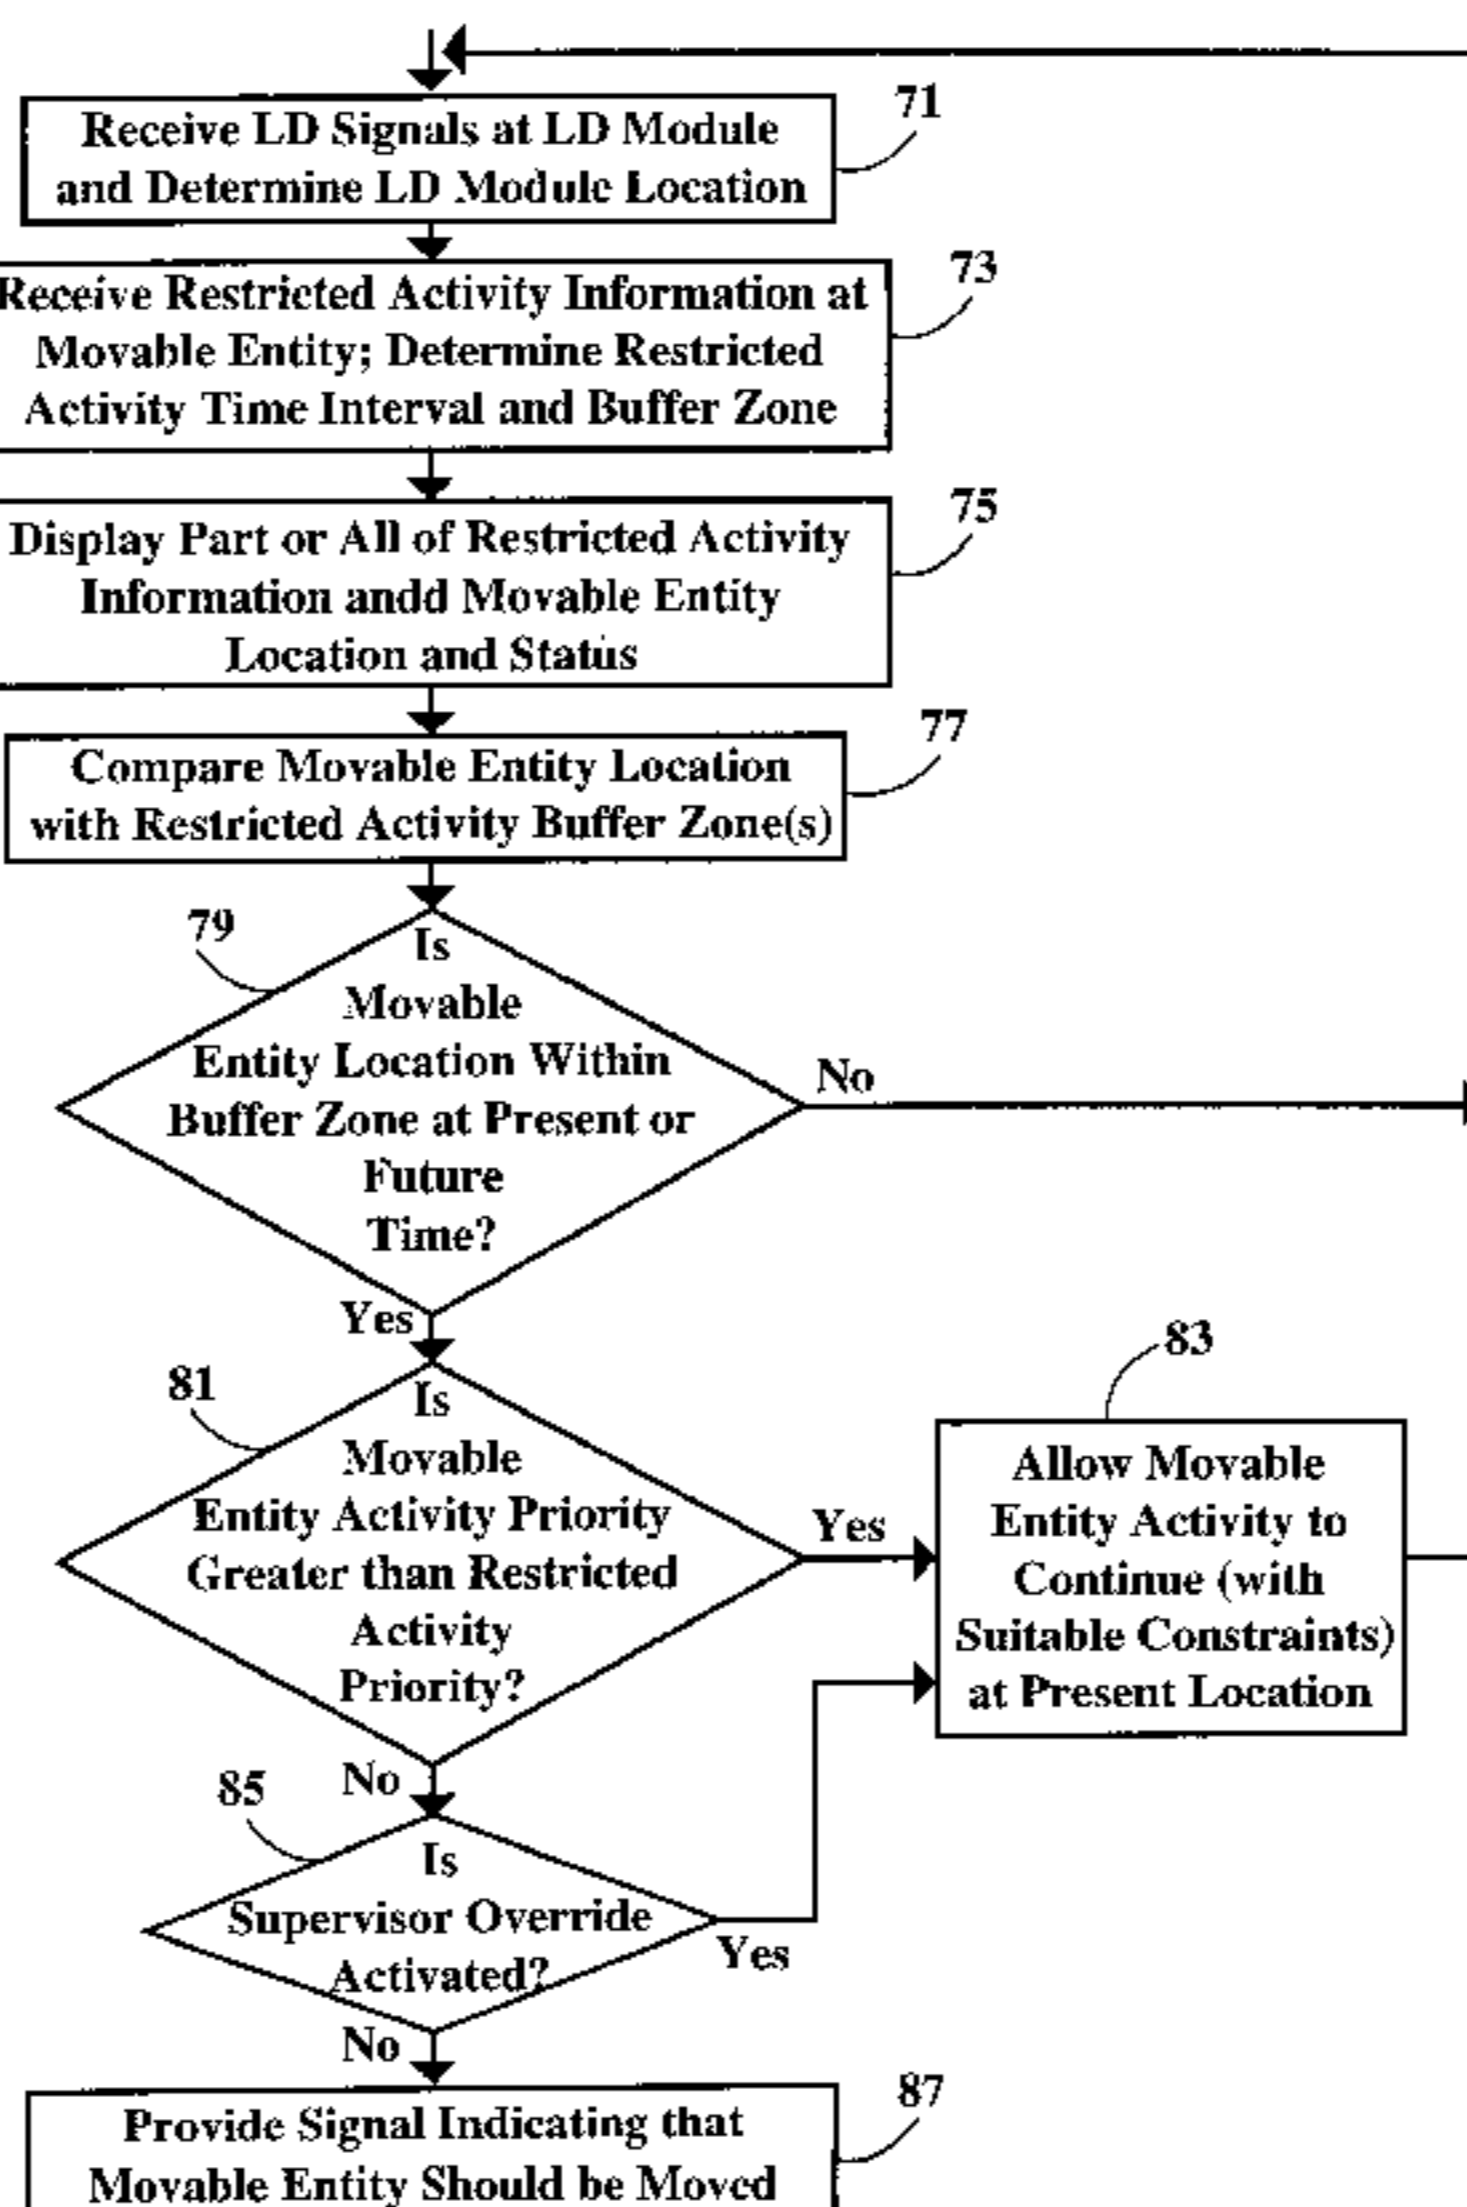 71
Receive LD Signals at LD Module
and Determine LD Module Location
73
Receive Restricted Activity Information at
Movable Entity; Determine Restricted
Activity Time Interval and Buffer Zone
75
Display Part or All of Restricted Activity
Information andd Movable Entity
Location and Status
77
Compare Movable Entity Location
with Restricted Activity Buffer Zone(s)
79
Is
Movable
Entity Location Within
Buffer Zone at Present or
Future
Time?
No
Yes
81
Is
Movable
Entity Activity Priority
Greater than Restricted
Activity
Priority?
Yes
83
Allow Movable
Entity Activity to
Continue (with
Suitable Constraints)
at Present Location
No
85
Is
Supervisor Override
Activated?
Yes
No
87
Provide Signal Indicating that
Movable Entity Should be Moved